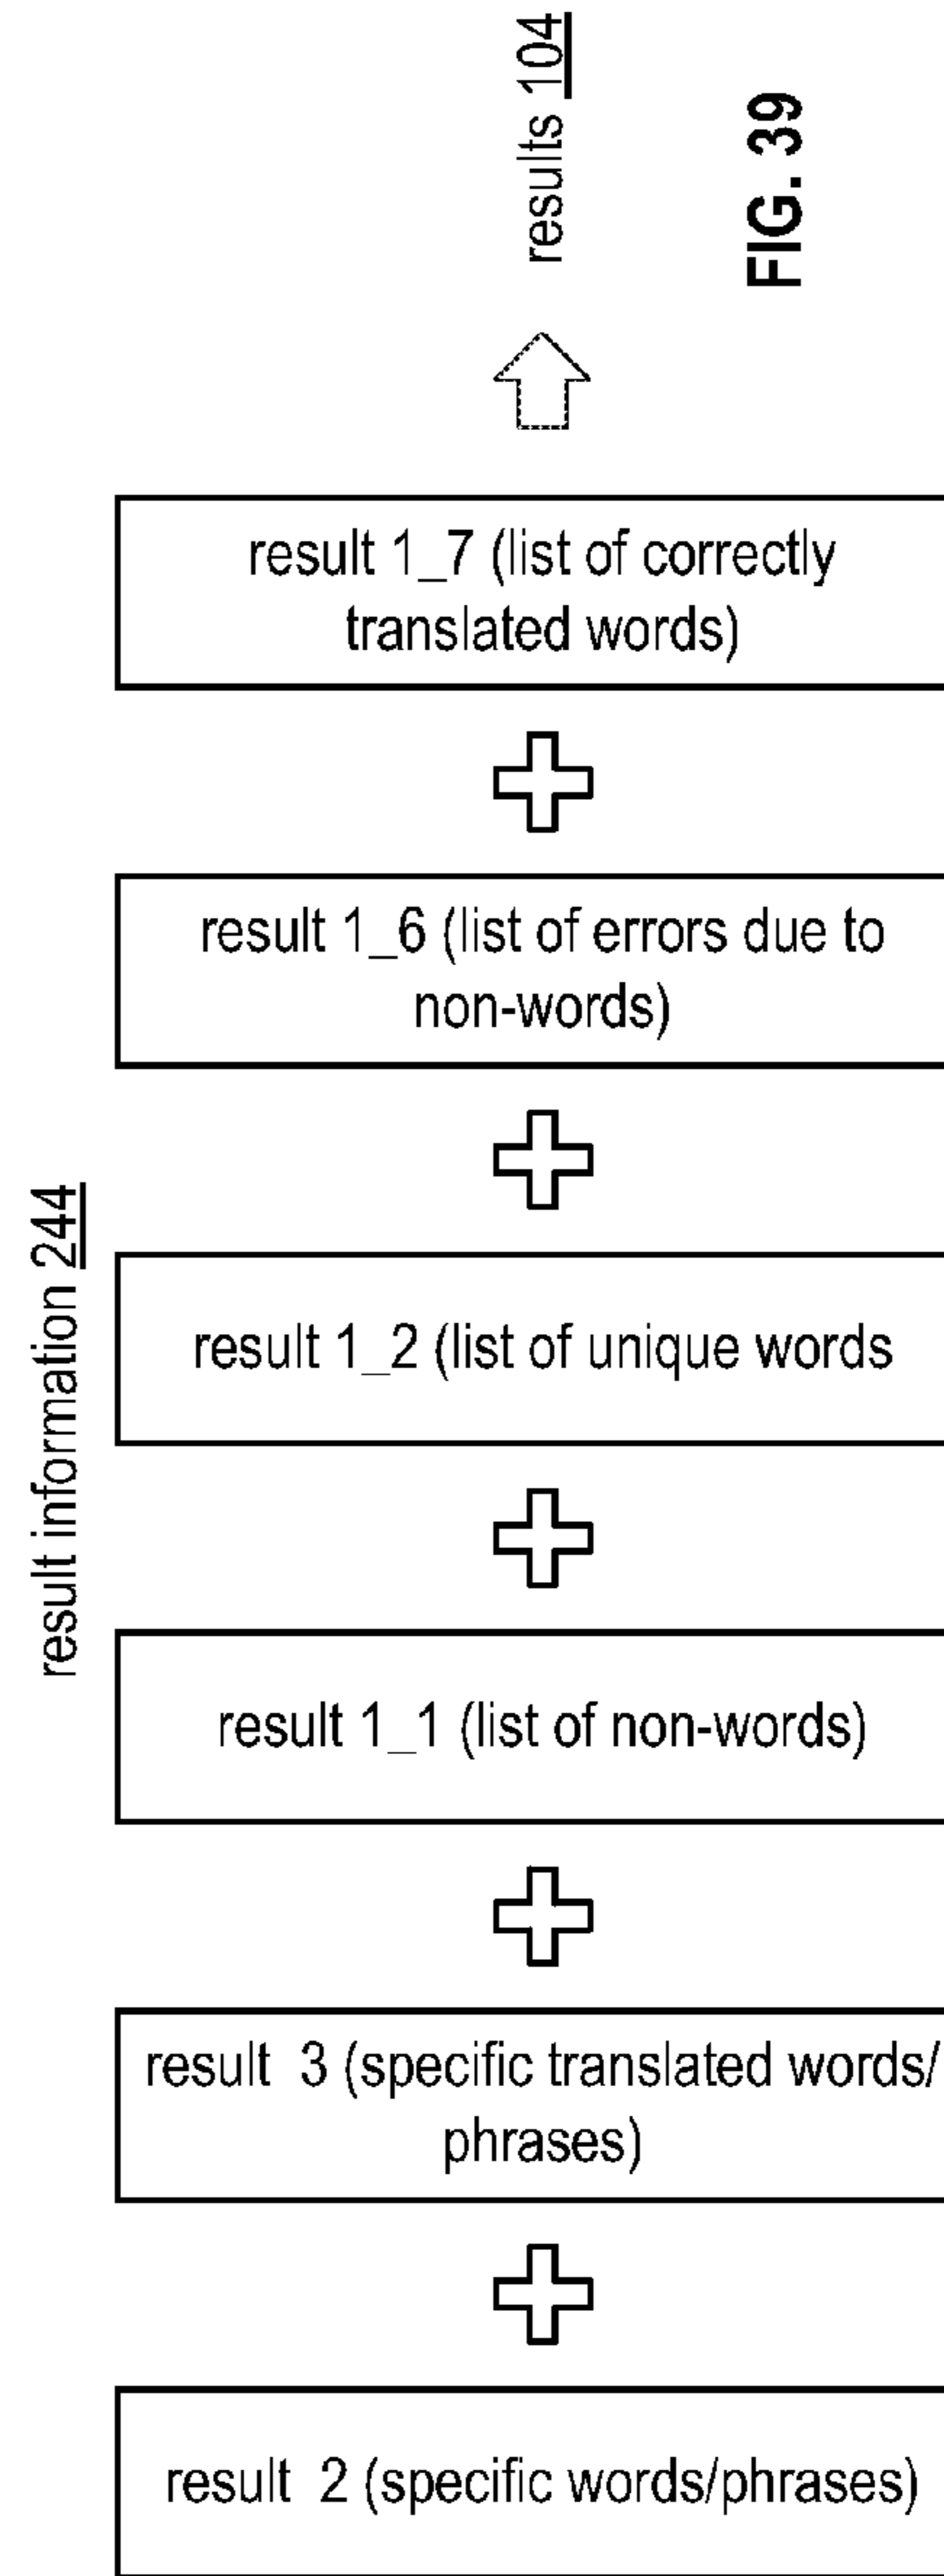 results 104
FIG. 39
result 1_7 (list of correctly
translated words)
result 1_6 (list of errors due to
non-words)
result information 244
result 1_2 (list of unique words
result 1_1 (list of non-words)
result 3 (specific translated words/
phrases)
result 2 (specific words/phrases)